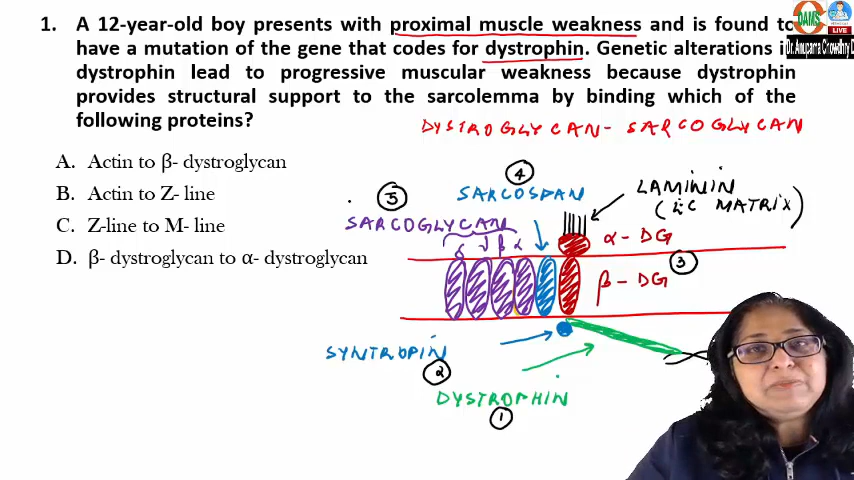 1. A 12-year-old boy presents with proximal muscle weakness and is found to
have a mutation of the gene that codes for dystrophin. Genetic alterations i
dystrophin lead to progressive muscular weakness because dystrophin
provides structural support to the sarcolemma by binding which of the
following proteins?
DYSTROGLYCAN- SARCOGLYCAN
A. Actin to β- dystroglycan
B. Actin to Z- line
C. Z-line to M- line
D. β- dystroglycan to α- dystroglycan
4
SARCOSPAN
LAMININ
MATRIX)
5
SARCOGLYCAN
β α
α-DG
3
β-DG
SYNTROPIN
2
DYSTROPHIN
1
DAMS
LIVE
Dr. Anuparra Chowdhry D